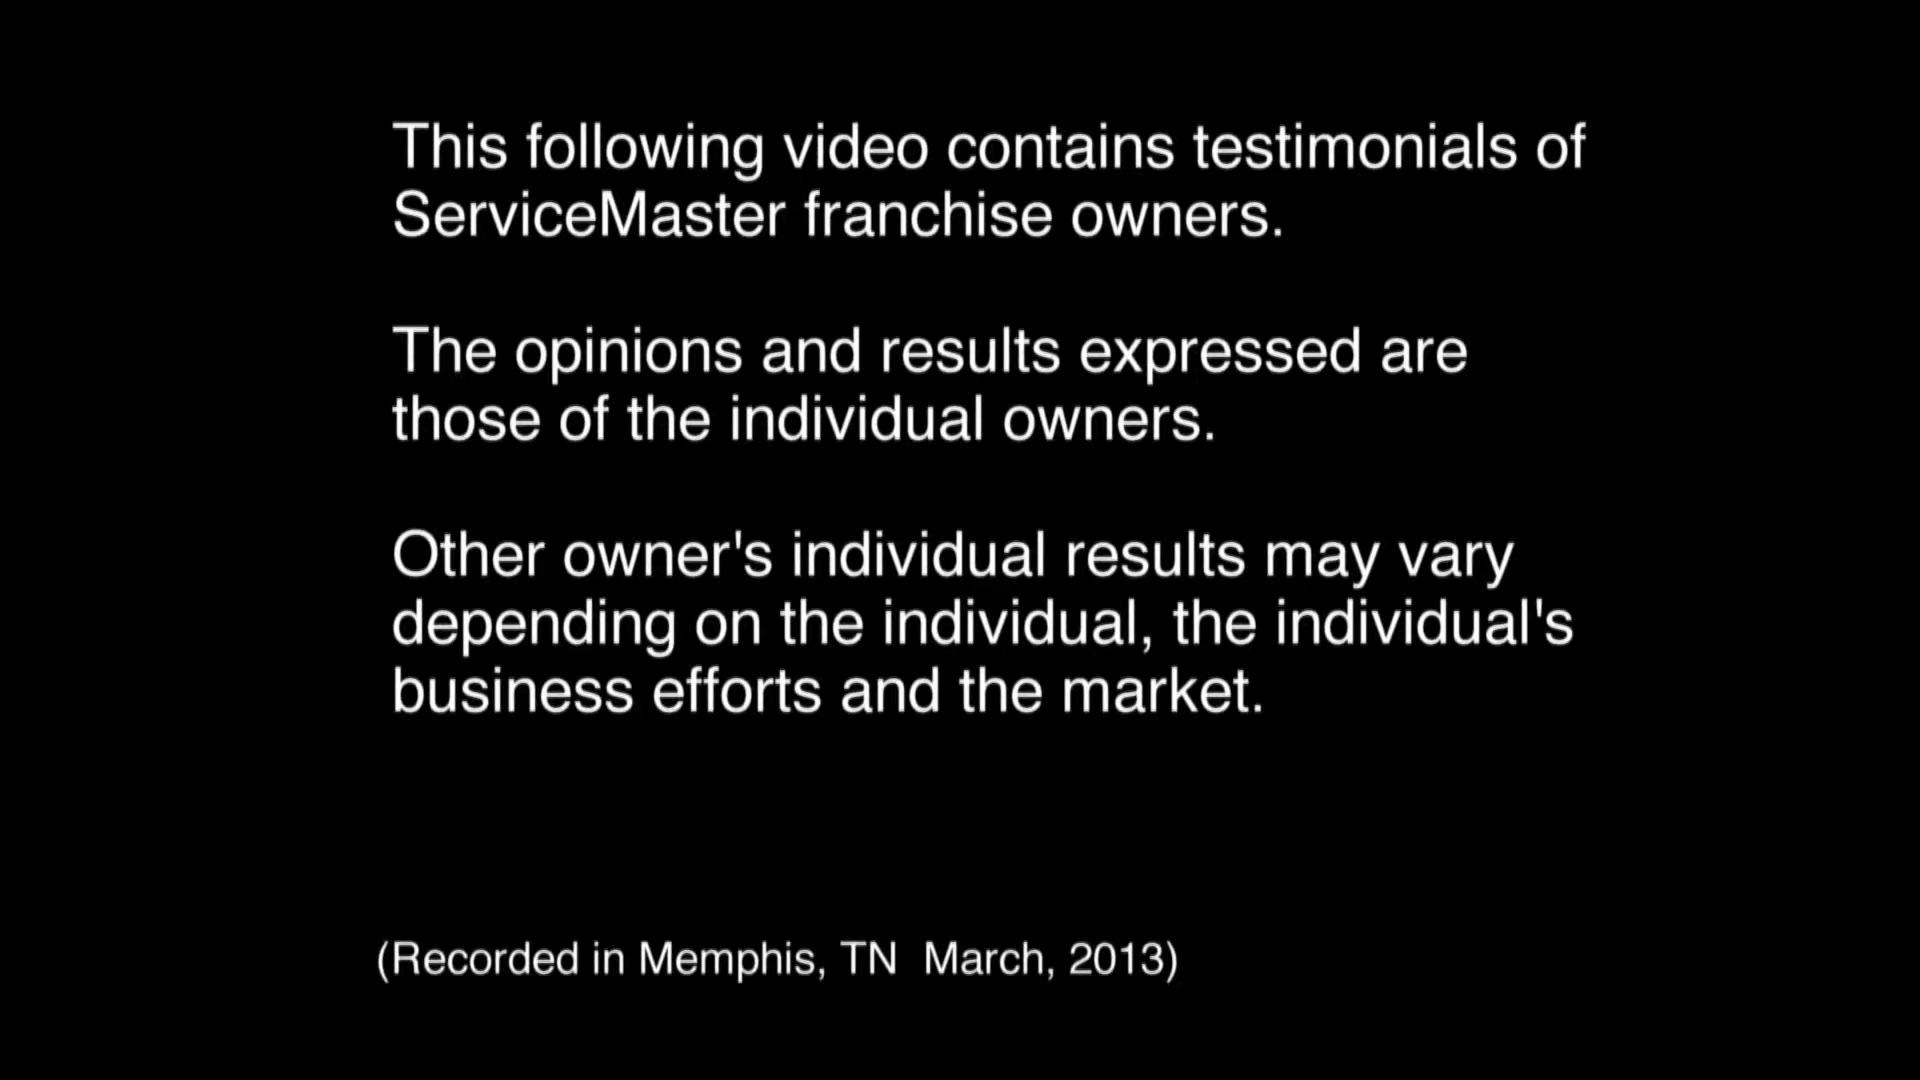 This following video contains testimonials of
ServiceMaster franchise owners.
The opinions and results expressed are
those of the individual owners.
Other owner's individual results may vary
depending on the individual, the individual's
business efforts and the market.
(Recorded in Memphis, TN  March, 2013)